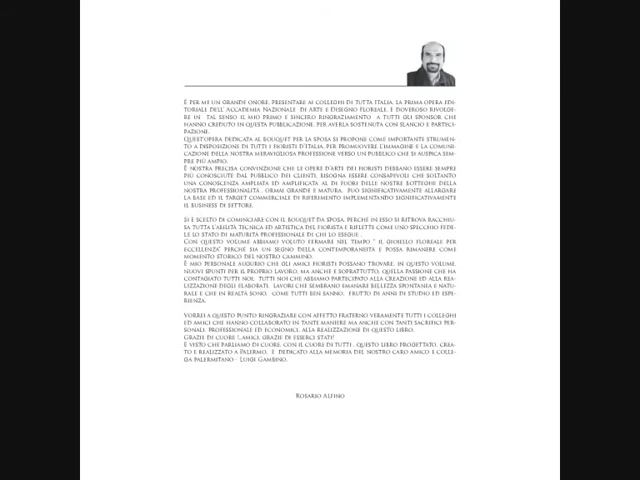 È PER ME UN GRANDE ONORE, PRESENTARE AI COLLEGHI DI TUTTA ITALIA, LA PRIMA OPERA EDI-
TORIALE DELL' ACCADEMIA NAZIONALE DI ARTE E DISEGNO FLOREALE. È DOVEROSO RIVOLGE-
RE IN TAL SENSO IL MIO PRIMO E SINCERO RINGRAZIAMENTO A TUTTI GLI SPONSOR CHE
HANNO CREDUTO IN QUESTA PUBBLICAZIONE, PER AVERLA SOSTENUTA CON SLANCIO E PARTECI-
PAZIONE.
QUEST'OPERA DEDICATA AL BOUQUET PER LA SPOSA SI PROPONE COME IMPORTANTE STRUMEN-
TO A DISPOSIZIONE DI TUTTI I FIORISTI D'ITALIA, PER PROMUOVERE L'IMMAGINE E LA COMUNI-
CAZIONE DELLA NOSTRA MERAVIGLIOSA PROFESSIONE VERSO UN PUBBLICO CHE SI AUSPICA SEM-
PRE PIÙ AMPIO.
È NOSTRA PRECISA CONVINZIONE CHE LE OPERE D'ARTE DEI FIORISTI DEBBANO ESSERE SEMPRE
PIÙ CONOSCIUTE DAL PUBBLICO DEI CLIENTI, BISOGNA ESSERE CONSAPEVOLI CHE SOLTANTO
UNA CONOSCENZA AMPLIATA ED AMPLIFICATA AL DI FUORI DELLE NOSTRE BOTTEGHE DELLA
NOSTRA PROFESSIONALITÀ , ORMAI GRANDE E MATURA, PUÒ SIGNIFICATIVAMENTE ALLARGARE
LA BASE ED IL TARGET COMMERCIALE DI RIFERIMENTO IMPLEMENTANDO SIGNIFICATIVAMENTE
IL BUSINESS DI SETTORE.
SI È SCELTO DI COMINCIARE CON IL BOUQUET DA SPOSA, PERCHÉ IN ESSO SI RITROVA RACCHIU-
SA TUTTA L'ABILITÀ TECNICA ED ARTISTICA DEL FIORISTA E RIFLETTE COME UNO SPECCHIO FEDE-
LE LO STATO DI MATURITÀ PROFESSIONALE DI CHI LO ESEGUE .
CON QUESTO VOLUME ABBIAMO VOLUTO FERMARE NEL TEMPO " IL GIOIELLO FLOREALE PER
ECCELLENZA" PERCHÉ SIA UN SEGNO DELLA CONTEMPORANEITÀ E POSSA RIMANERE COME
MOMENTO STORICO DEL NOSTRO CAMMINO.
È MIO PERSONALE AUGURIO CHE GLI AMICI FIORISTI POSSANO TROVARE, IN QUESTO VOLUME,
NUOVI SPUNTI PER IL PROPRIO LAVORO, MA ANCHE E SOPRATTUTTO, QUELLA PASSIONE CHE HA
CONTAGIATO TUTTI NOI, TUTTI NOI CHE ABBIAMO PARTECIPATO ALLA CREAZIONE ED ALLA REA-
LIZZAZIONE DEGLI ELABORATI, LAVORI CHE SEMBRANO EMANARE BELLEZZA SPONTANEA E NATU-
RALE E CHE IN REALTÀ SONO, COME TUTTI BEN SANNO, FRUTTO DI ANNI DI STUDIO ED ESPE-
RIENZA.
VORREI A QUESTO PUNTO RINGRAZIARE CON AFFETTO FRATERNO VERAMENTE TUTTI I COLLEGHI
ED AMICI CHE HANNO COLLABORATO IN TANTE MANIERE MA ANCHE CON TANTI SACRIFICI PER-
SONALI, PROFESSIONALI ED ECONOMICI, ALLA REALIZZAZIONE DI QUESTO LIBRO.
GRAZIE DI CUORE !, AMICI, GRAZIE DI ESSERCI STATI!
E VISTO CHE PARLIAMO DI CUORE, CON IL CUORE DI TUTTI , QUESTO LIBRO PROGETTATO, CREA-
TO E REALIZZATO A PALERMO, È DEDICATO ALLA MEMORIA DEL NOSTRO CARO AMICO E COLLE-
GA PALERMITANO - LUIGI GAMBINO.
ROSARIO ALFINO